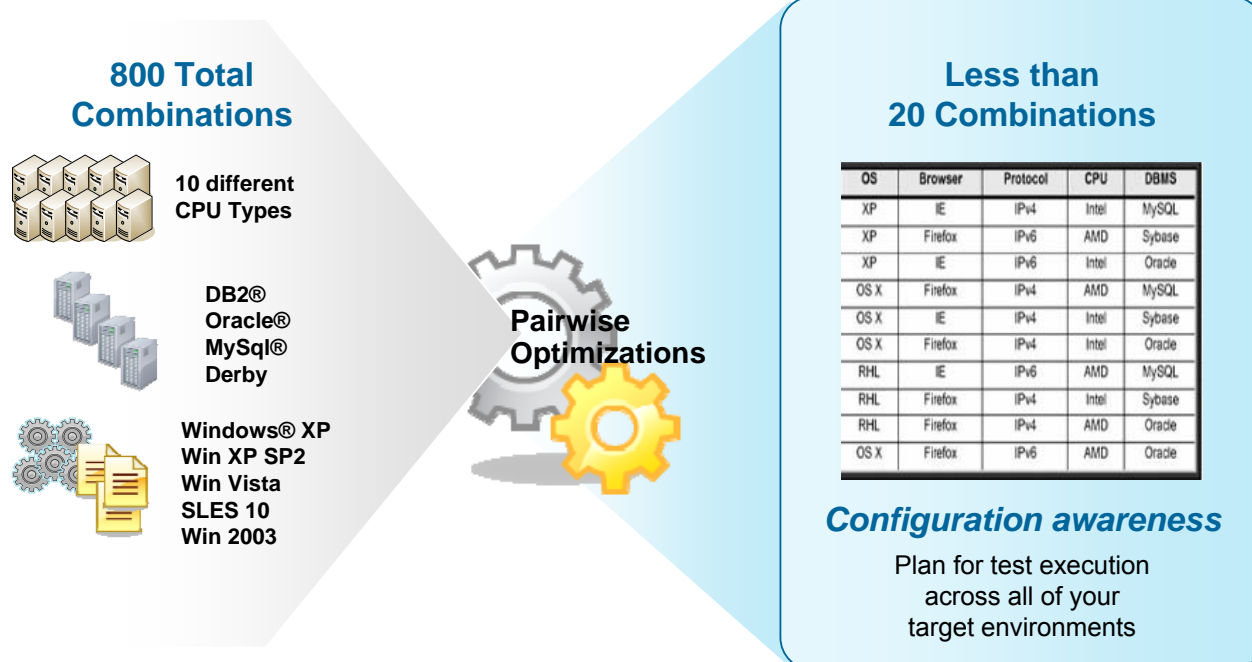 800 Total
Combinations
10 different
CPU Types
DB2®
Oracle®
MySql®
Derby
Windows® XP
Win XP SP2
Win Vista
SLES 10
Win 2003
Pairwise
Optimizations
Less than
20 Combinations
OS Browser Protocol CPU DBMS
XP IE IPv4 Intel MySQL
XP Firefox IPv6 AMD Sybase
XP IE IPv6 Intel Oracle
OS X Firefox IPv4 AMD MySQL
OS X IE IPv4 Intel Sybase
OS X Firefox IPv4 Intel Oracle
RHL IE IPv6 AMD MySQL
RHL Firefox IPv4 Intel Sybase
RHL Firefox IPv4 AMD Oracle
OS X Firefox IPv6 AMD Oracle
Configuration awareness
Plan for test execution
across all of your
target environments